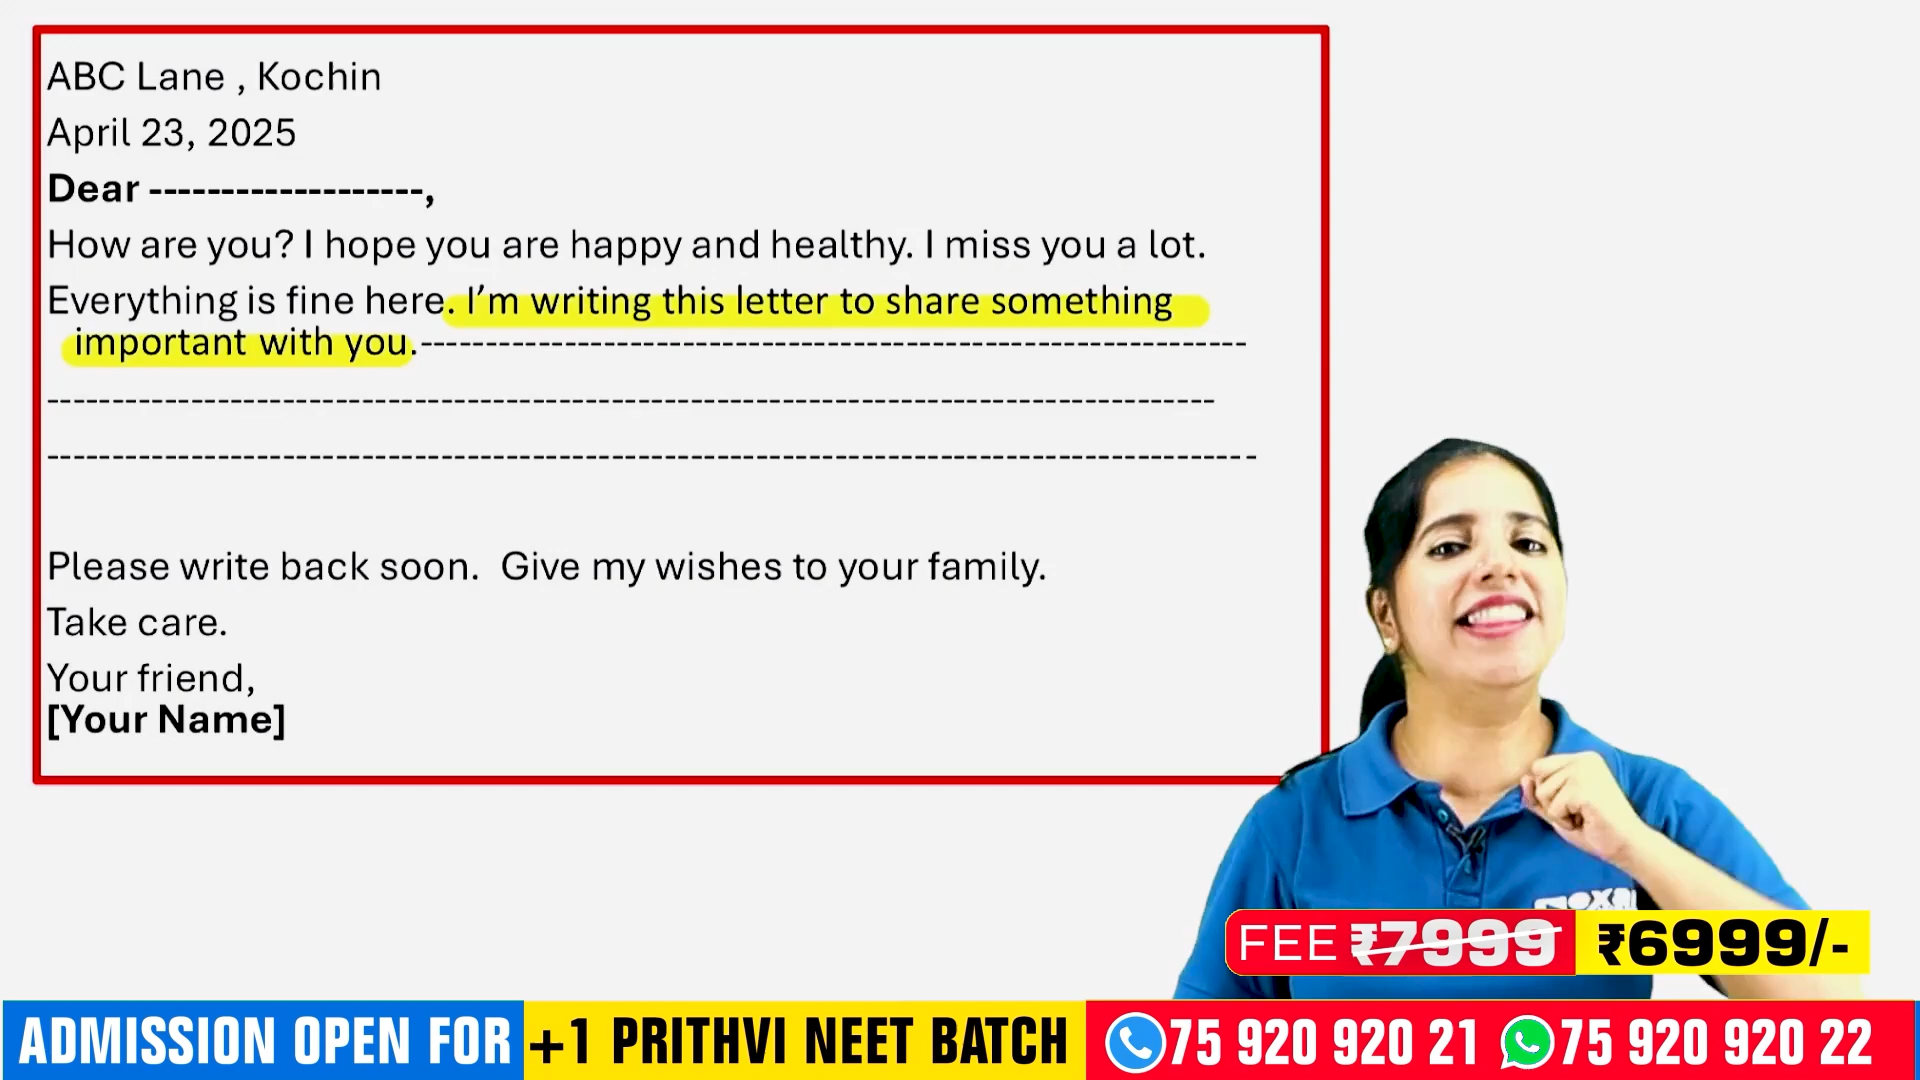 ABC Lane , Kochin
April 23, 2025
Dear -------------------,
How are you? I hope you are happy and healthy. I miss you a lot.
Everything is fine here. I’m writing this letter to share something
important with you.----------------------------------------------------------------
------------------------------------------------------------------------------------------
---------------------------------------------------------------------------------------------
Please write back soon.  Give my wishes to your family.
Take care.
Your friend,
[Your Name]
FEE ₹7999 ₹6999/-
ADMISSION OPEN FOR +1 PRITHVI NEET BATCH 75 920 920 21 75 920 920 22